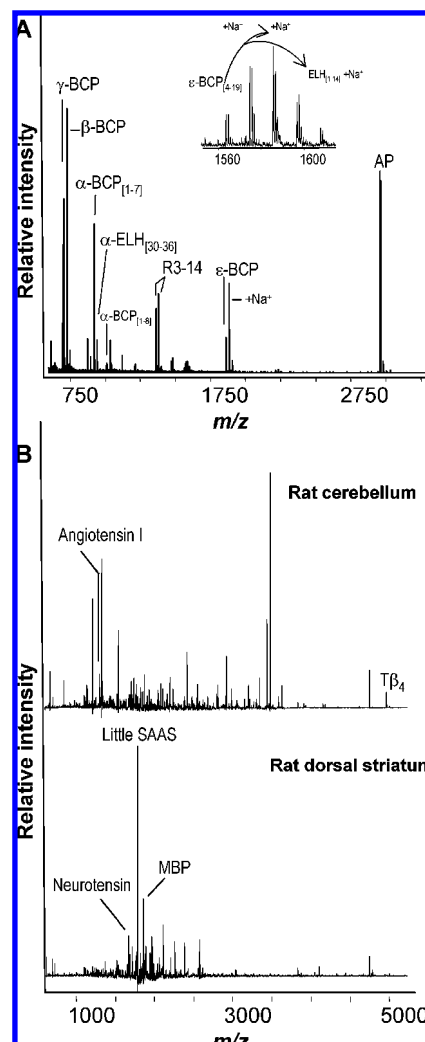 A
+Na⁺ +Na⁺
ε-BCP[4-19]
ELH[1-14] +Na⁺
1560 1600
γ-BCP
β-BCP
α-BCP[1-7]
α-ELH[30-36]
α-BCP[1-8]
R3-14
ε-BCP
+Na⁺
AP
Relative intensity
750 1750 2750
m/z
B
Rat cerebellum
Angiotensin I
Tβ4
Relative intensity
Little SAAS
Rat dorsal striatun
Neurotensin
MBP
1000 3000 5000
m/z